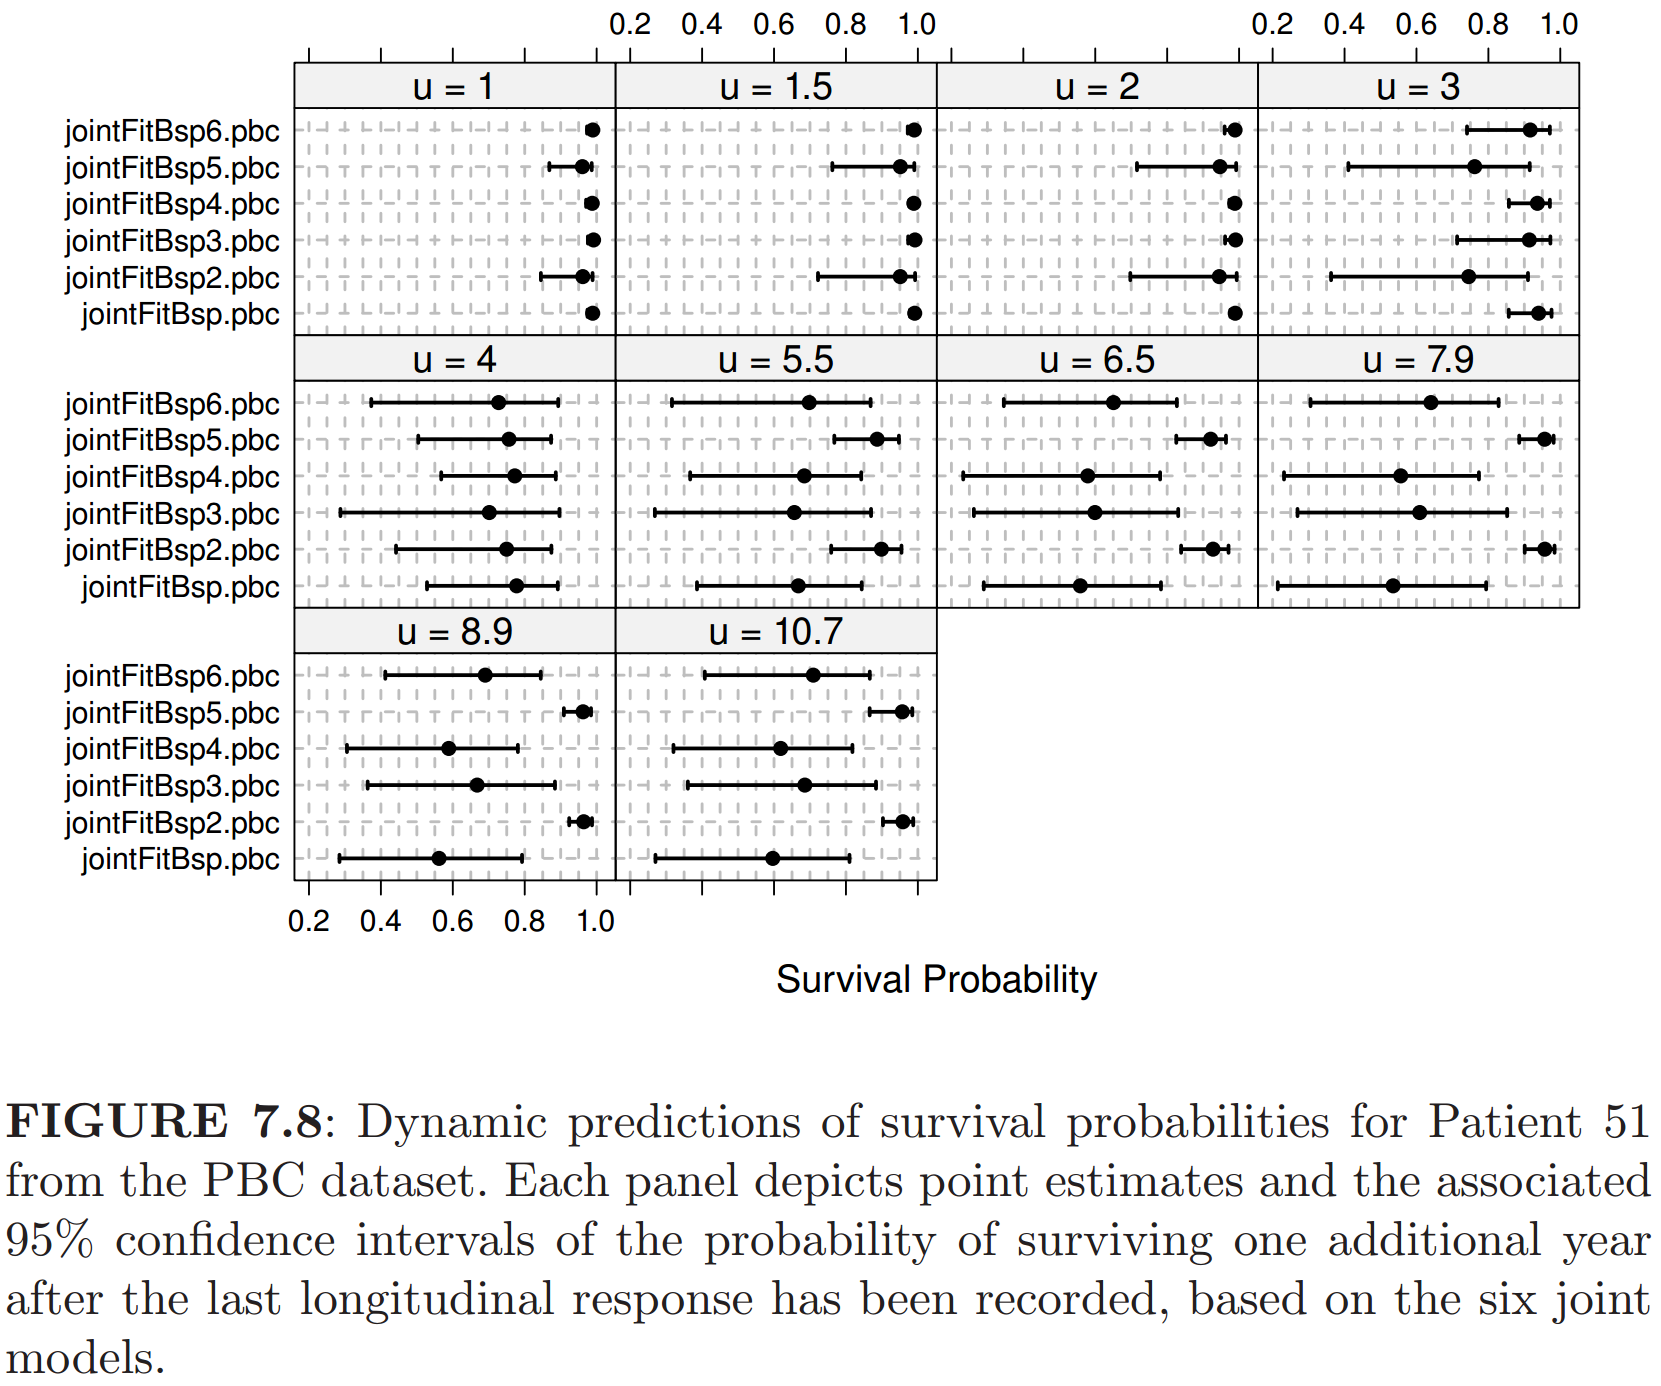 0.2 0.4 0.6 0.8 1.0 0.2 0.4 0.6 0.8 1.0
u = 1 u = 1.5 u = 2 u = 3
jointFitBsp6.pbc
jointFitBsp5.pbc
jointFitBsp4.pbc
jointFitBsp3.pbc
jointFitBsp2.pbc
jointFitBsp.pbc
u = 4 u = 5.5 u = 6.5 u = 7.9
jointFitBsp6.pbc
jointFitBsp5.pbc
jointFitBsp4.pbc
jointFitBsp3.pbc
jointFitBsp2.pbc
jointFitBsp.pbc
u = 8.9 u = 10.7
jointFitBsp6.pbc
jointFitBsp5.pbc
jointFitBsp4.pbc
jointFitBsp3.pbc
jointFitBsp2.pbc
jointFitBsp.pbc
0.2 0.4 0.6 0.8 1.0
Survival Probability
FIGURE 7.8: Dynamic predictions of survival probabilities for Patient 51
from the PBC dataset. Each panel depicts point estimates and the associated
95% confidence intervals of the probability of surviving one additional year
after the last longitudinal response has been recorded, based on the six joint
models.